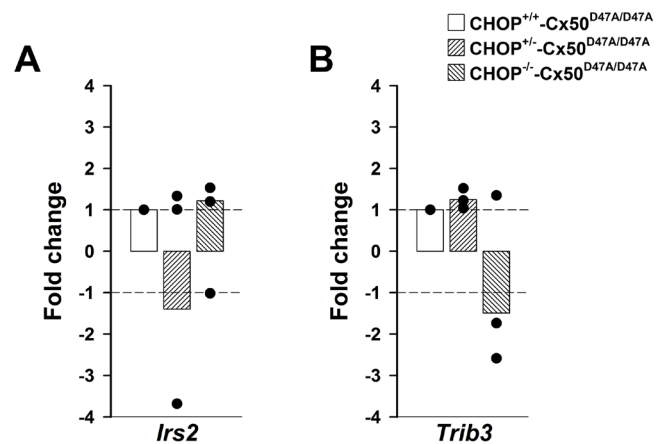 CHOP+/+-Cx50D47A/D47A
CHOP+/--Cx50D47A/D47A
CHOP-/--Cx50D47A/D47A
A
4
3
2
1
0
-1
-2
-3
-4
Fold change
Irs2
B
4
3
2
1
0
-1
-2
-3
-4
Fold change
Trib3